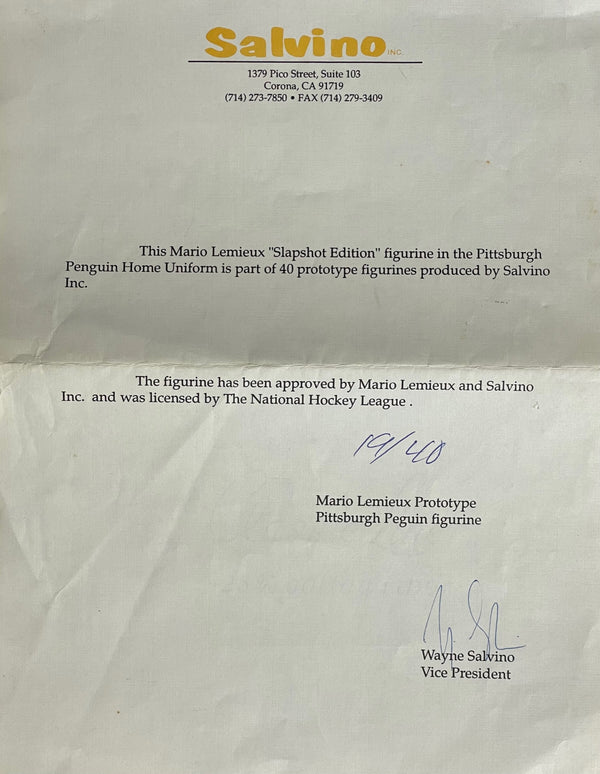 Salvino INC.
1379 Pico Street, Suite 103
Corona, CA 91719
(714) 273-7850 • FAX (714) 279-3409
This Mario Lemieux "Slapshot Edition" figurine in the Pittsburgh
Penguin Home Uniform is part of 40 prototype figurines produced by Salvino
Inc.
The figurine has been approved by Mario Lemieux and Salvino
Inc. and was licensed by The National Hockey League .
19/40
Mario Lemieux Prototype
Pittsburgh Peguin figurine
Wayne Salvino
Vice President